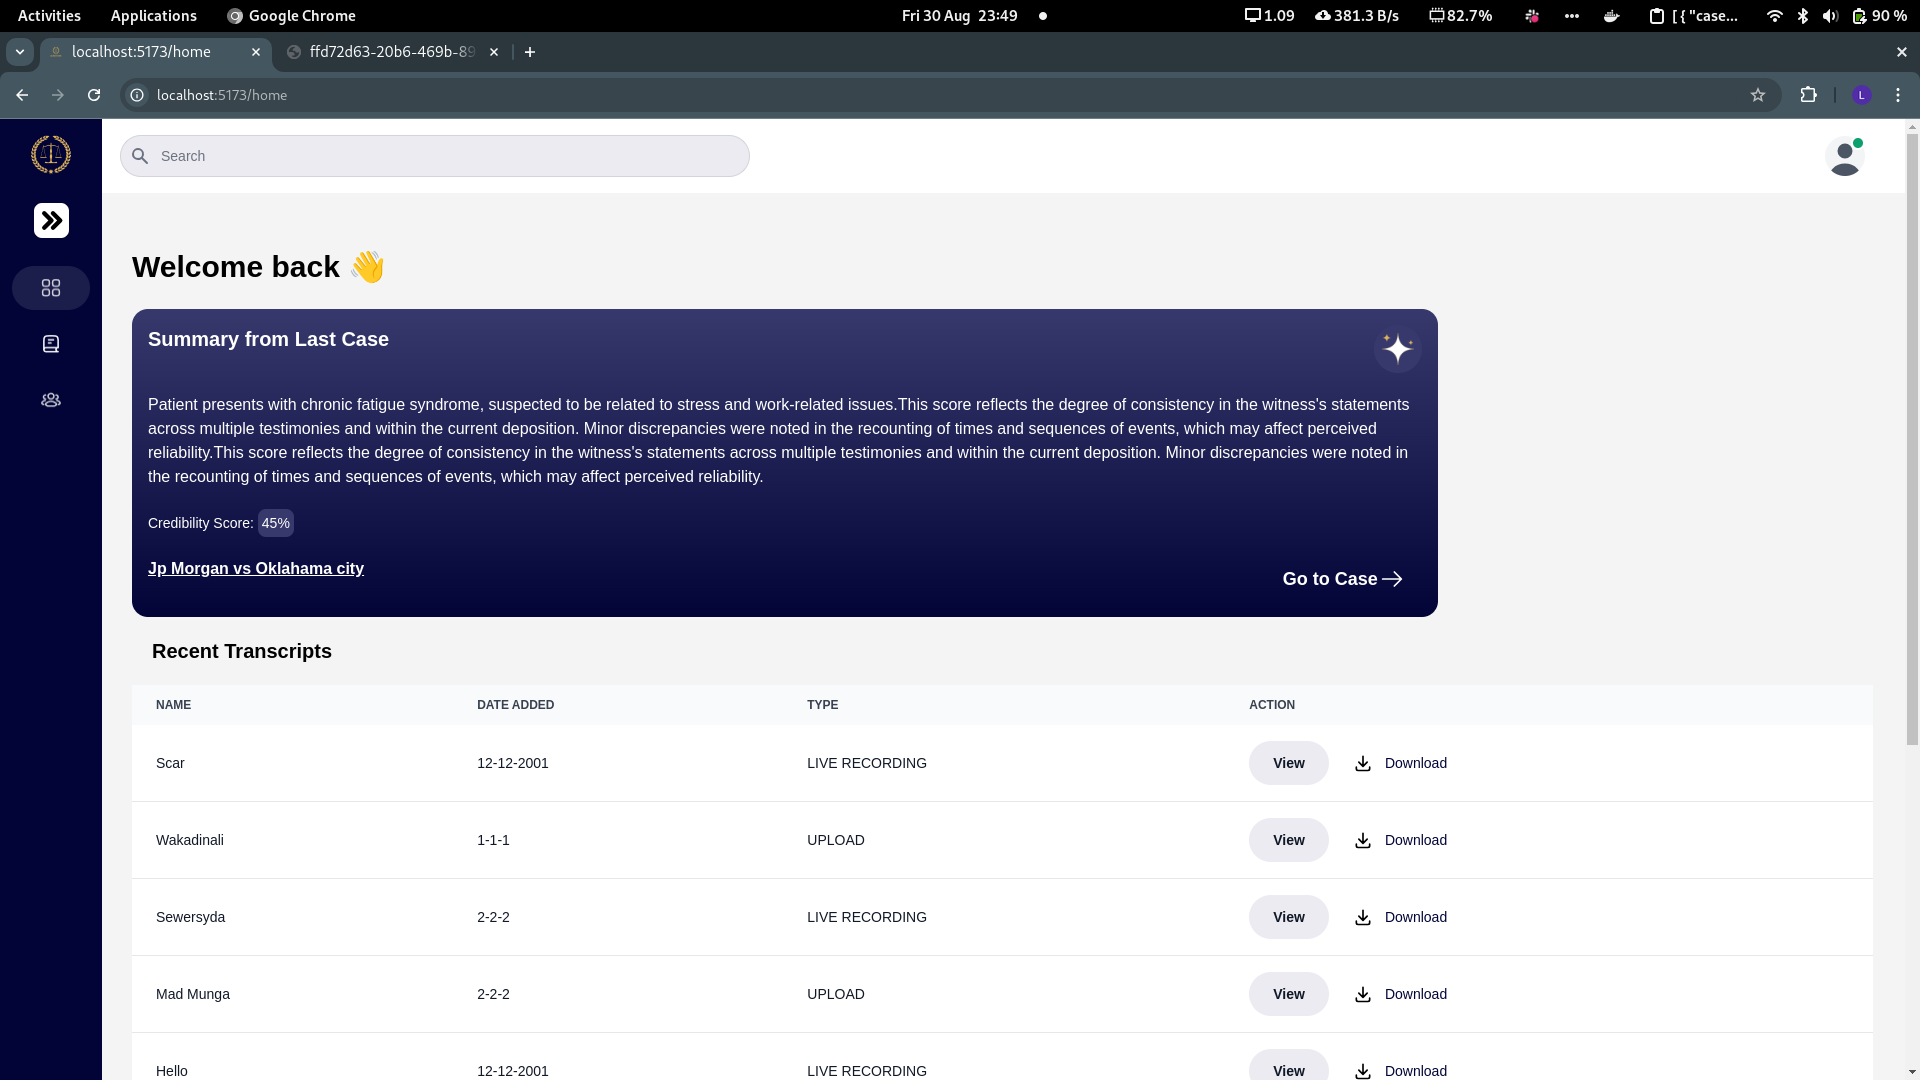 Activities Applications Google Chrome Fri 30 Aug 23:49 1.09 381.3 B/s 82.7% [ { "case... 90 %
localhost:5173/home ffd72d63-20b6-469b-89
localhost:5173/home L
Search
Welcome back 👋
Summary from Last Case
Patient presents with chronic fatigue syndrome, suspected to be related to stress and work-related issues.This score reflects the degree of consistency in the witness's statements
across multiple testimonies and within the current deposition. Minor discrepancies were noted in the recounting of times and sequences of events, which may affect perceived
reliability.This score reflects the degree of consistency in the witness's statements across multiple testimonies and within the current deposition. Minor discrepancies were noted in
the recounting of times and sequences of events, which may affect perceived reliability.
Credibility Score: 45%
Jp Morgan vs Oklahama city
Go to Case
Recent Transcripts
NAME DATE ADDED TYPE ACTION
Scar 12-12-2001 LIVE RECORDING View Download
Wakadinali 1-1-1 UPLOAD View Download
Sewersyda 2-2-2 LIVE RECORDING View Download
Mad Munga 2-2-2 UPLOAD View Download
Hello 12-12-2001 LIVE RECORDING View Download